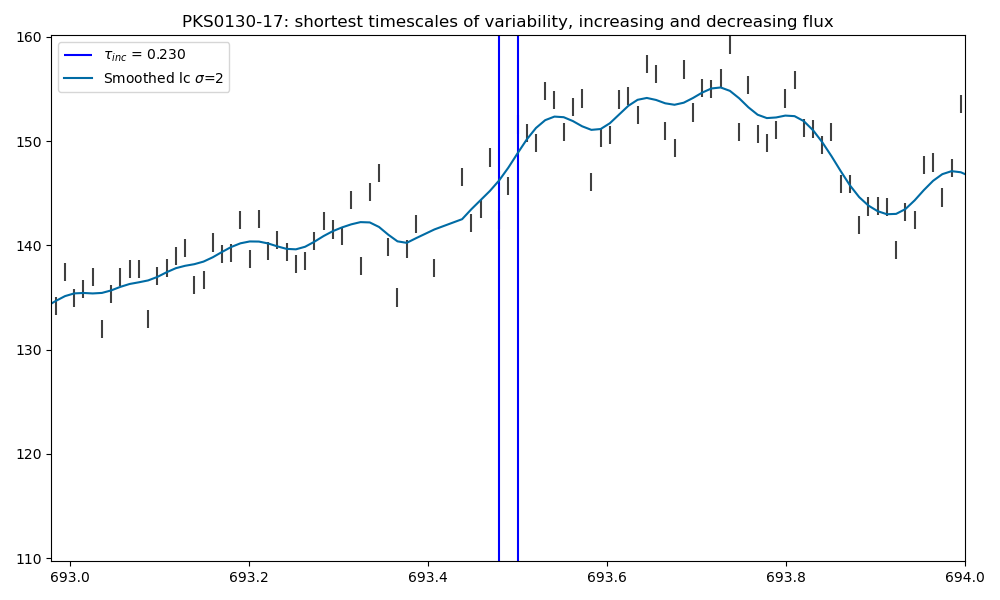 PKS0130-17: shortest timescales of variability, increasing and decreasing flux
τinc = 0.230
Smoothed lc σ=2
160
150
140
130
120
110
693.0 693.2 693.4 693.6 693.8 694.0